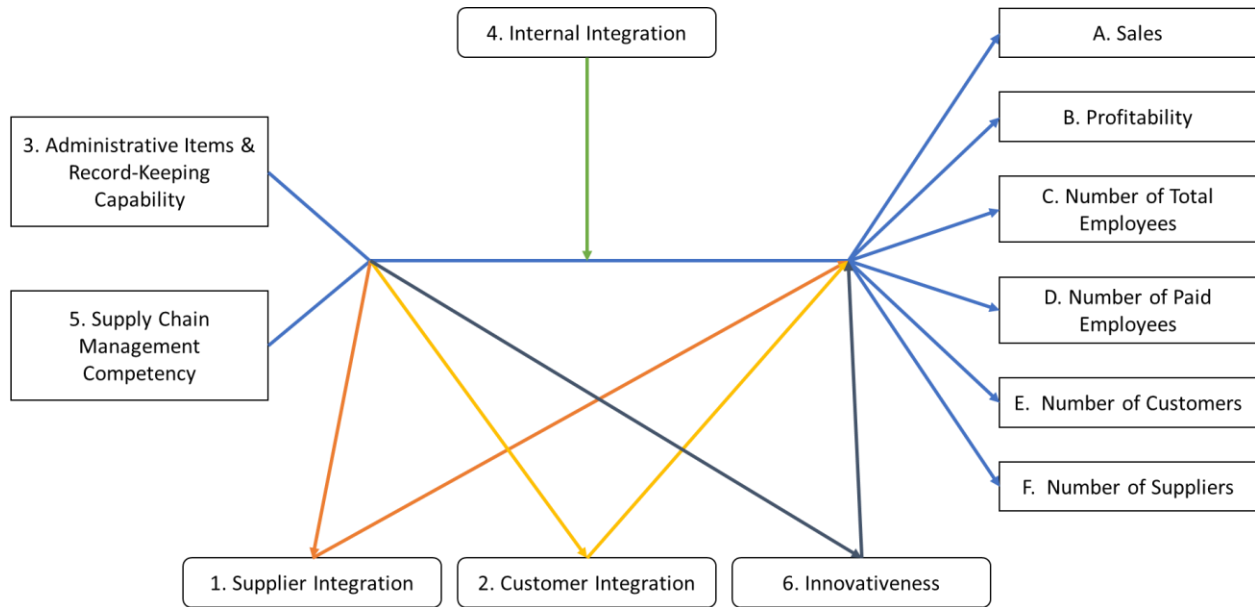 4. Internal Integration
3. Administrative Items &
Record-Keeping
Capability
5. Supply Chain
Management
Competency
A. Sales
B. Profitability
C. Number of Total
Employees
D. Number of Paid
Employees
E. Number of Customers
F. Number of Suppliers
1. Supplier Integration
2. Customer Integration
6. Innovativeness